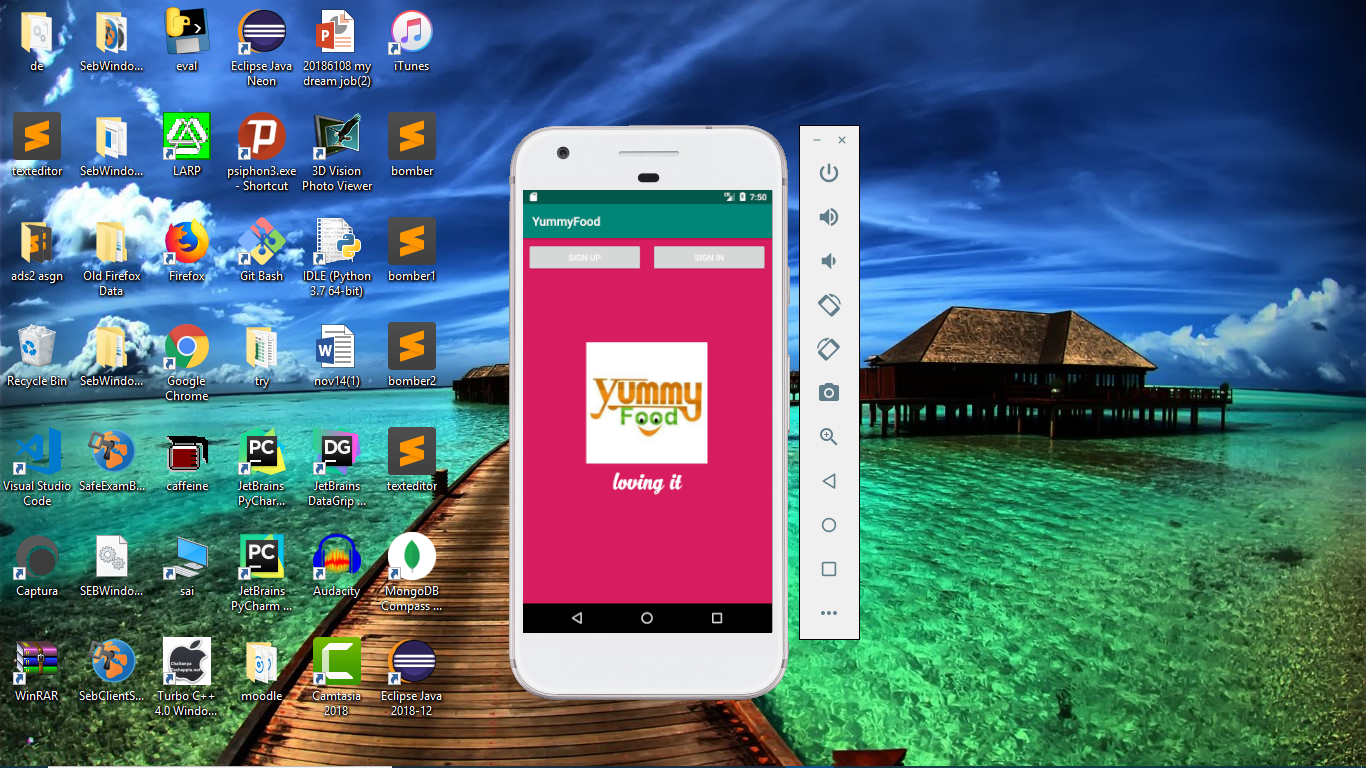 de
SebWindo...
eval
Eclipse Java
Neon
20186108 my
dream job(2)
iTunes
texteditor
SebWindo...
LARP
psiphon3.exe
- Shortcut
3D Vision
Photo Viewer
bomber
ads2 asgn
Old Firefox
Data
Firefox
Git Bash
IDLE (Python
3.7 64-bit)
bomber1
Recycle Bin
SebWindo...
Google
Chrome
try
nov14(1)
bomber2
Visual Studio
Code
SafeExamB...
caffeine
PC
JetBrains
PyChar...
DG
JetBrains
DataGrip ...
texteditor
Captura
SEBWindo...
sai
PC
JetBrains
PyCharm ...
Audacity
MongoDB
Compass ...
WinRAR
SebClientS...
Turbo C++
4.0 Windo...
moodle
Camtasia
2018
Eclipse Java
2018-12
7:50
YummyFood
SIGN UP
SIGN IN
Yummy
Food
loving it